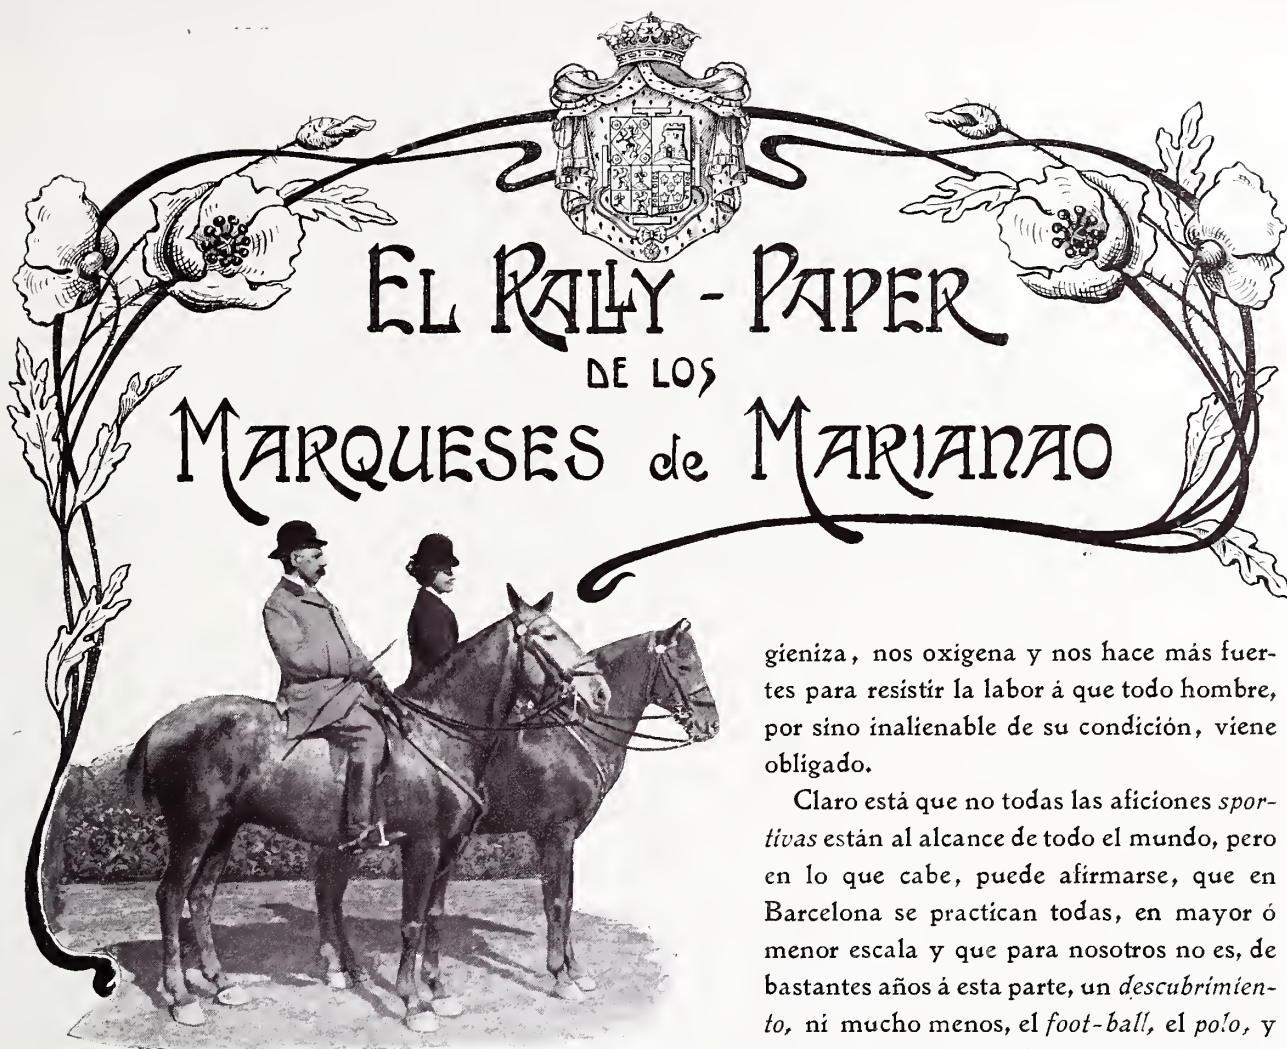 EL RALLY - PAPER
DE LOS
MARQUESES de MARIANAO
gieniza, nos oxigena y nos hace más fuer-
tes para resistir la labor á que todo hombre,
por sino inalienable de su condición, viene
obligado.
Claro está que no todas las aficiones spor-
tivas están al alcance de todo el mundo, pero
en lo que cabe, puede afirmarse, que en
Barcelona se practican todas, en mayor ó
menor escala y que para nosotros no es, de
bastantes años á esta parte, un descubrimien-
to, ni mucho menos, el foot-ball, el polo, y